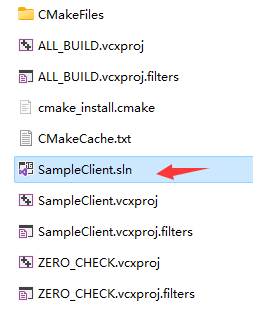 CMakeFiles
ALL_BUILD.vcxproj
ALL_BUILD.vcxproj.filters
cmake_install.cmake
CMakeCache.txt
SampleClient.sln
SampleClient.vcxproj
SampleClient.vcxproj.filters
ZERO_CHECK.vcxproj
ZERO_CHECK.vcxproj.filters